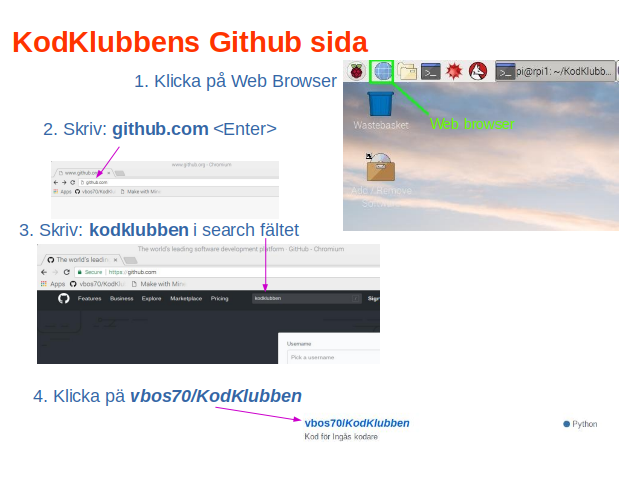 KodKlubbens Github sida
1. Klicka på Web Browser
pi@rpi1: ~/KodKlubb...
Wastebasket
Web browser
2. Skriv: github.com <Enter>
www.github.org - Chromium
www.github.org
github.com
Apps vbos70/KodKl Make with Min
3. Skriv: kodklubben i search fältet
The world's leading software development platform · GitHub - Chromium
The world's leadin
Secure https://github.com
Apps vbos70/KodKl Make with Min
Features Business Explore Marketplace Pricing kodklubben Sign
Username
Pick a username
4. Klicka på vbos70/KodKlubben
vbos70/KodKlubben
Python
Kod för Ingås kodare